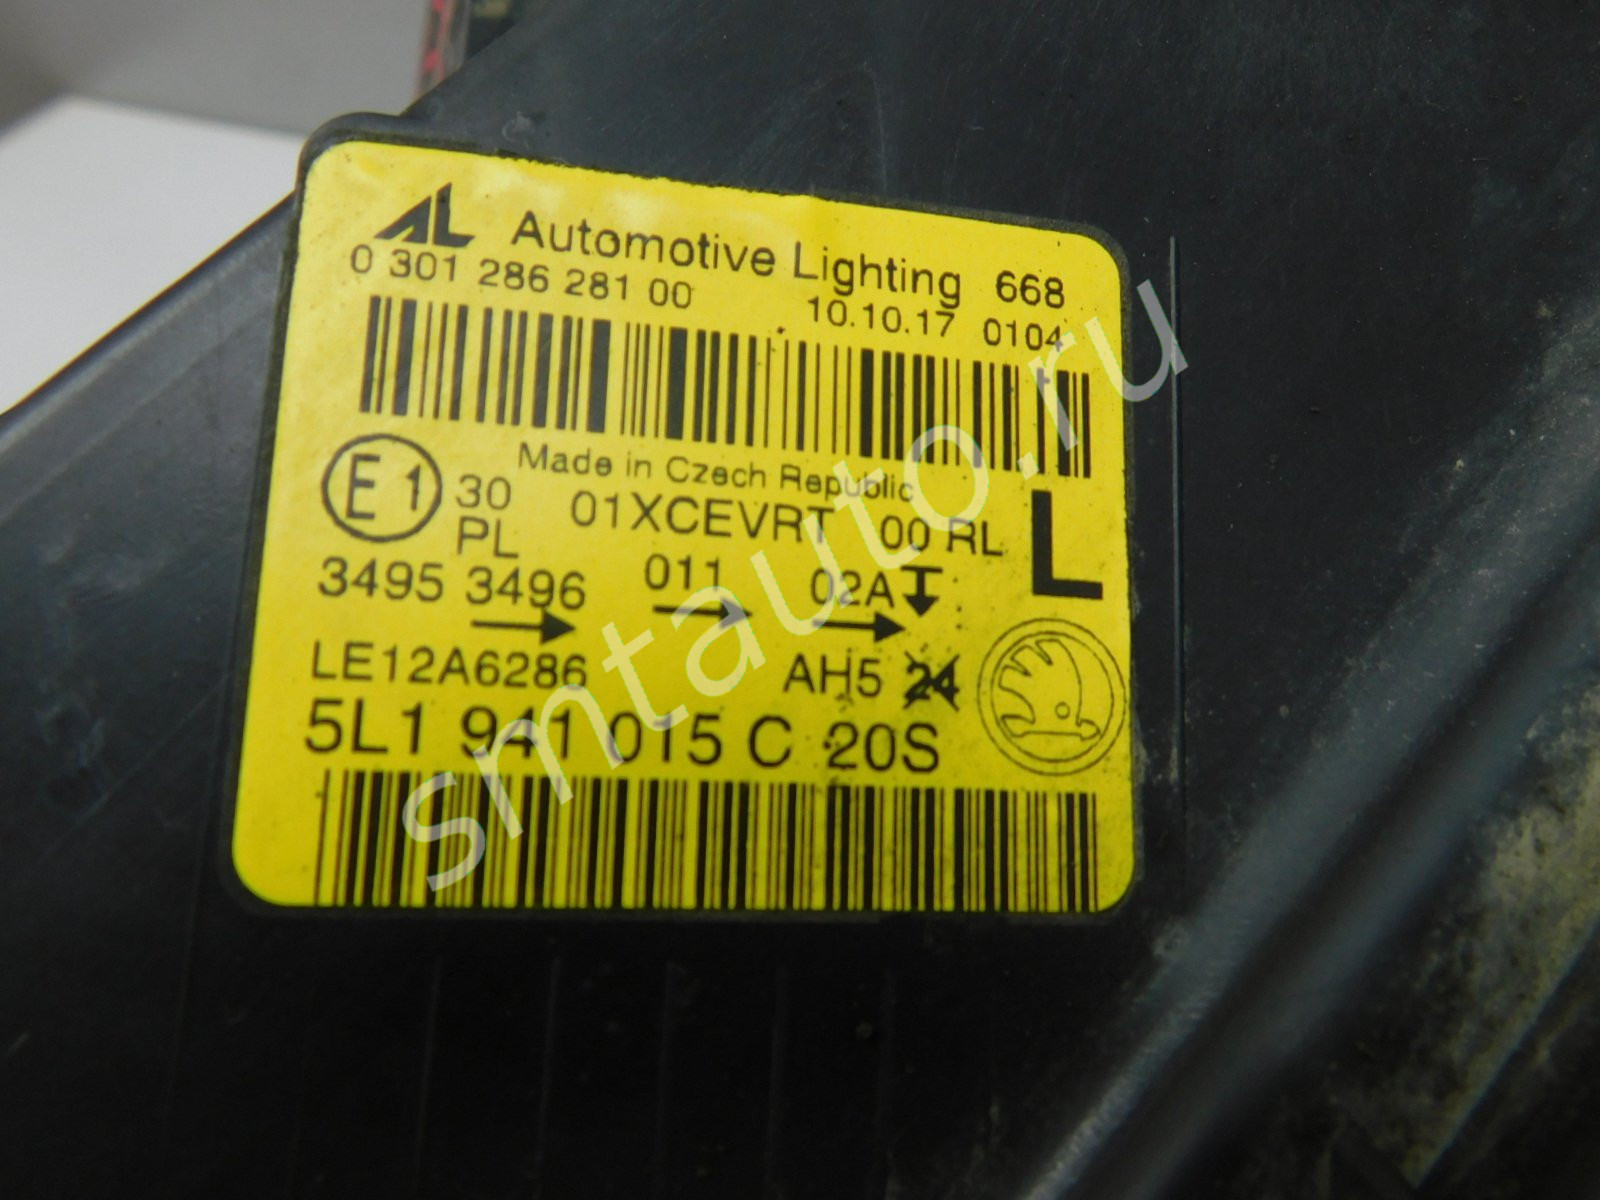 AL Automotive Lighting 668
0 301 286 281 00 10.10.17 0104
Made in Czech Republic
E1 30 01XCEVRT 00 RL L
PL
3495 3496 011 02A
LE12A6286 AH5 24
5L1 941 015 C 20S
smtauto.ru